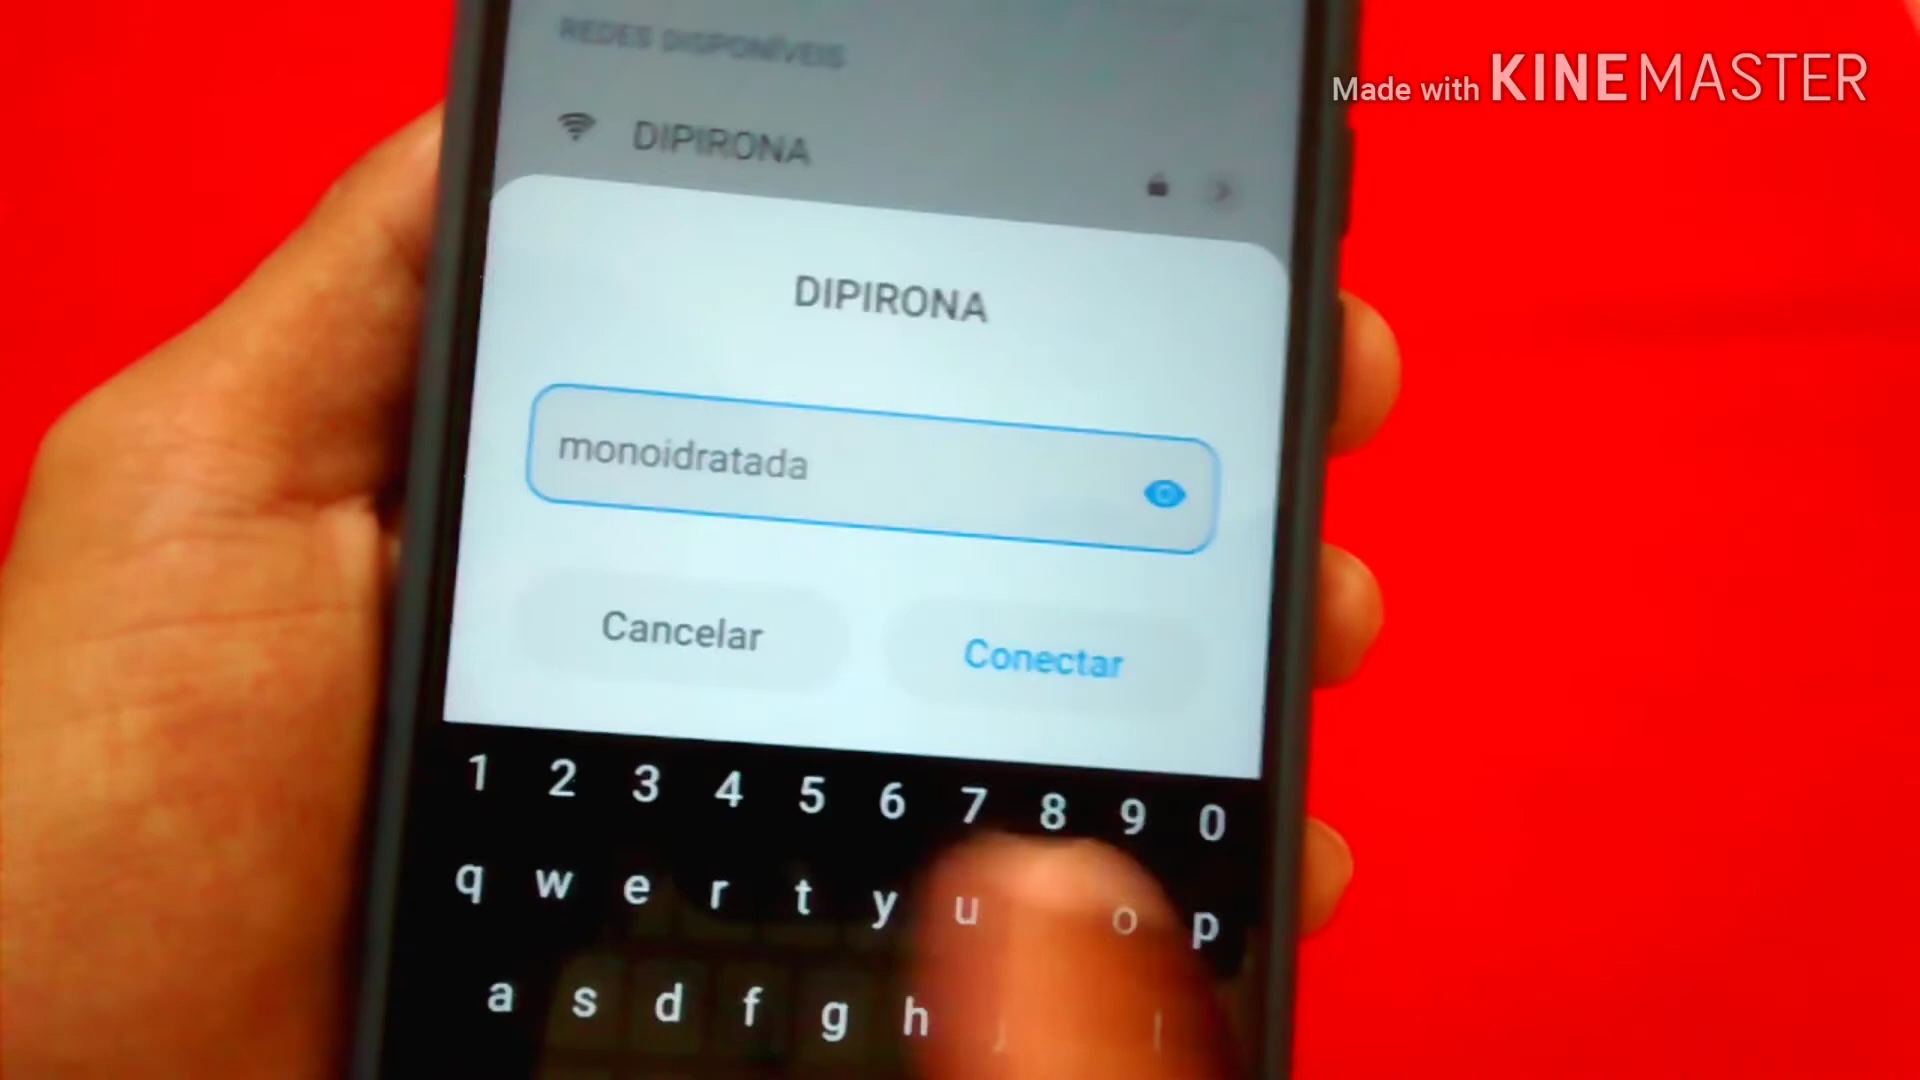 REDES DISPONÍVEIS
Made with KINEMASTER
DIPIRONA
DIPIRONA
monoidratada
Cancelar
Conectar
1 2 3 4 5 6 7 8 9 0
q w e r t y u o p
a s d f g h j l